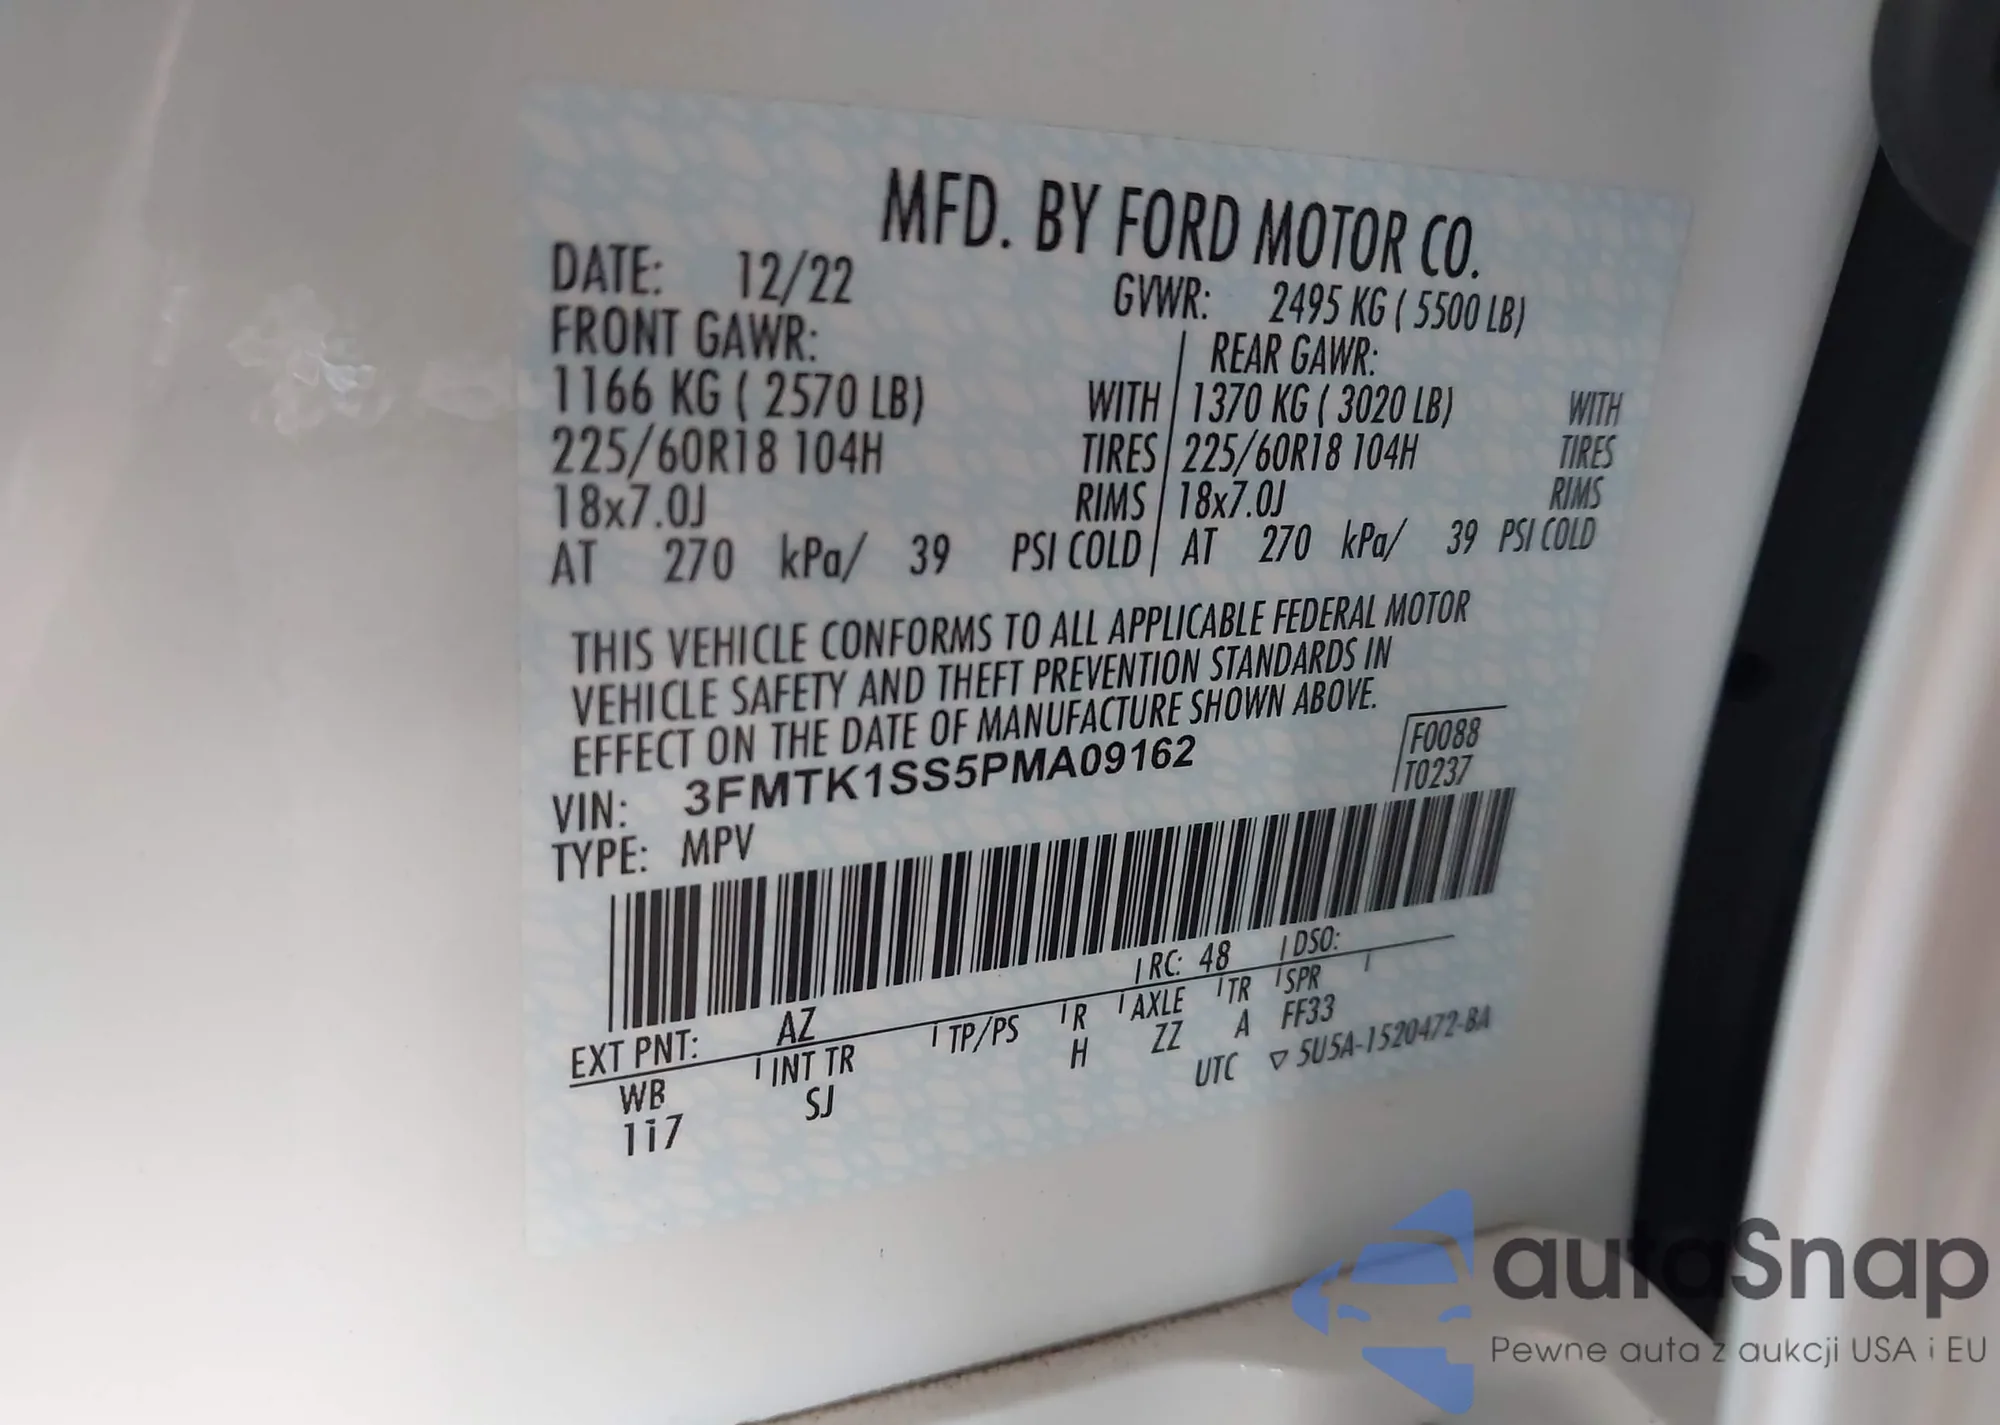 MFD. BY FORD MOTOR CO.
DATE: 12/22
GVWR: 2495 KG ( 5500 LB)
FRONT GAWR:
REAR GAWR:
1166 KG ( 2570 LB) WITH 1370 KG ( 3020 LB) WITH
225/60R18 104H TIRES 225/60R18 104H TIRES
18x7.0J RIMS 18x7.0J RIMS
AT 270 kPa/ 39 PSI COLD AT 270 kPa/ 39 PSI COLD
THIS VEHICLE CONFORMS TO ALL APPLICABLE FEDERAL MOTOR
VEHICLE SAFETY AND THEFT PREVENTION STANDARDS IN
EFFECT ON THE DATE OF MANUFACTURE SHOWN ABOVE.
VIN: 3FMTK1SS5PMA09162
F0088
T0237
TYPE: MPV
EXT PNT: AZ RC: 48 DSO:
WB INT TR TP/PS R AXLE TR SPR
1i7 SJ H ZZ A FF33
UTC ▽ 5U5A-1520472-BA
autaSnap
Pewne auta z aukcji USA i EU